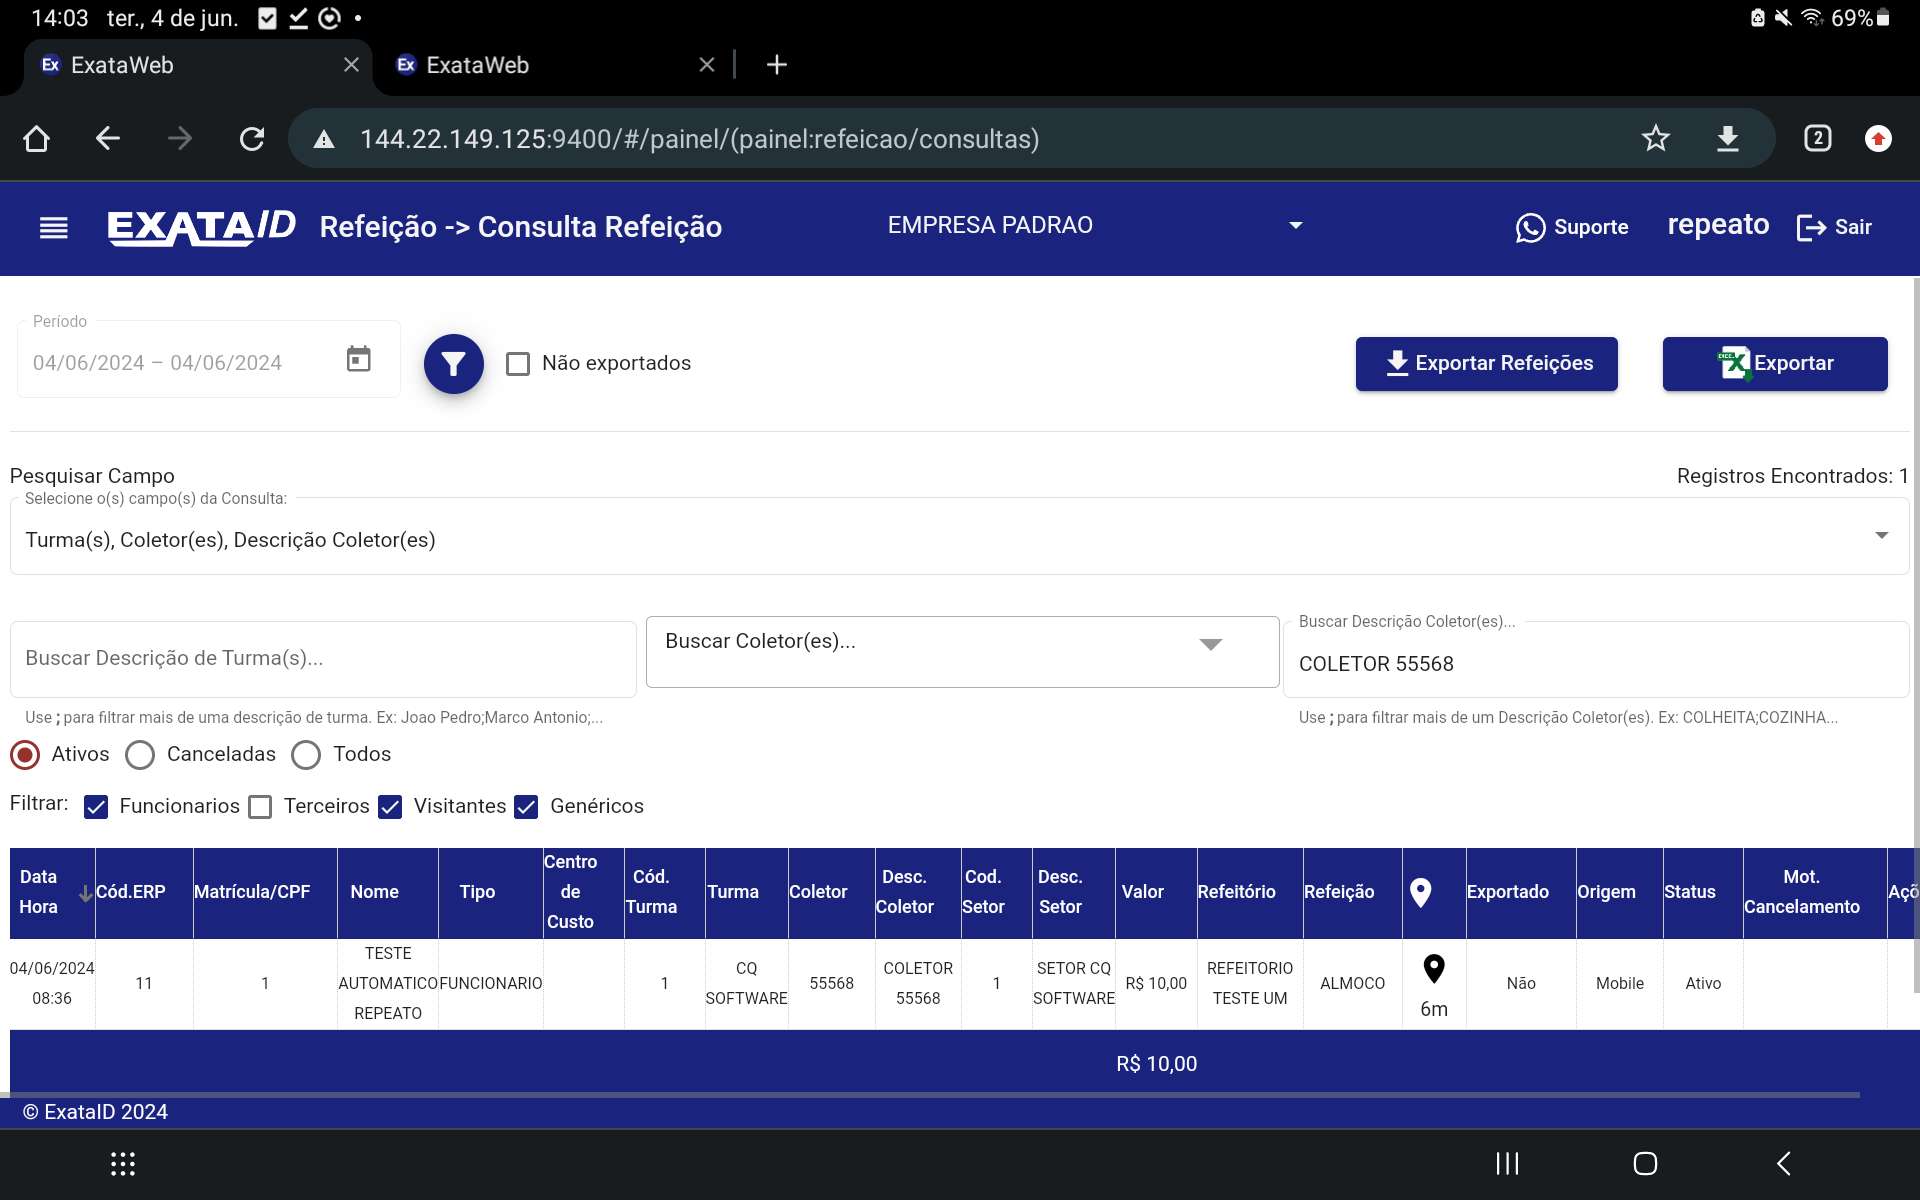 14:03 ter., 4 de jun.
69%
Ex ExataWeb
Ex ExataWeb
144.22.149.125:9400/#/painel/(painel:refeicao/consultas)
2
EXATAID Refeição -> Consulta Refeição
EMPRESA PADRAO
Suporte
repeato
Sair
Período
04/06/2024 – 04/06/2024
Não exportados
Exportar Refeições
Exportar
Pesquisar Campo
Registros Encontrados: 1
Selecione o(s) campo(s) da Consulta:
Turma(s), Coletor(es), Descrição Coletor(es)
Buscar Descrição de Turma(s)...
Buscar Coletor(es)...
Buscar Descrição Coletor(es)...
COLETOR 55568
Use ; para filtrar mais de uma descrição de turma. Ex: Joao Pedro;Marco Antonio;...
Use ; para filtrar mais de um Descrição Coletor(es). Ex: COLHEITA;COZINHA...
Ativos Canceladas Todos
Filtrar: Funcionarios Terceiros Visitantes Genéricos
Data Hora
Cód.ERP
Matrícula/CPF
Nome
Tipo
Centro de Custo
Cód. Turma
Turma
Coletor
Desc. Coletor
Cod. Setor
Desc. Setor
Valor
Refeitório
Refeição
Exportado
Origem
Status
Mot. Cancelamento
Açõ
04/06/2024 08:36
11
1
TESTE AUTOMATICO REPEATO
FUNCIONARIO
1
CQ SOFTWARE
55568
COLETOR 55568
1
SETOR CQ SOFTWARE
R$ 10,00
REFEITORIO TESTE UM
ALMOCO
6m
Não
Mobile
Ativo
R$ 10,00
© ExataID 2024